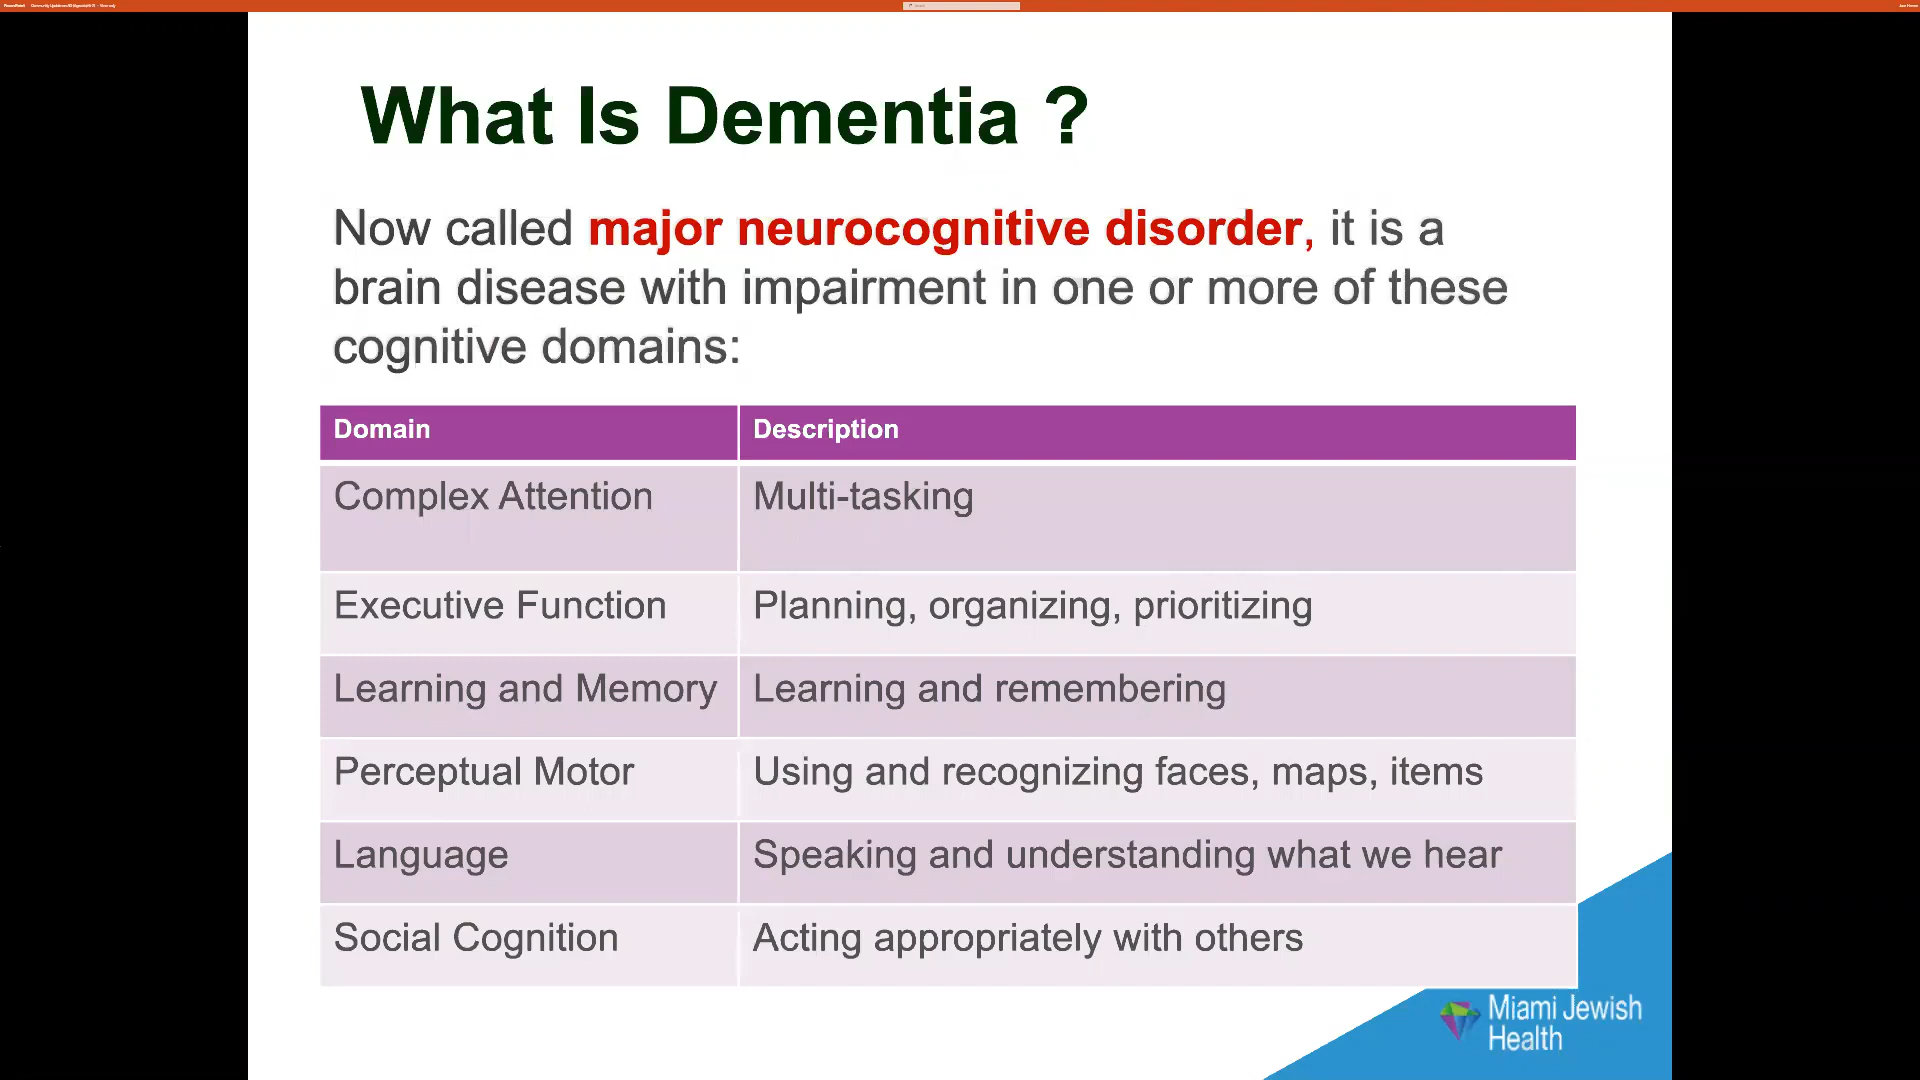 What Is Dementia ?
Now called major neurocognitive disorder, it is a
brain disease with impairment in one or more of these
cognitive domains:
Domain Description
Complex Attention Multi-tasking
Executive Function Planning, organizing, prioritizing
Learning and Memory Learning and remembering
Perceptual Motor Using and recognizing faces, maps, items
Language Speaking and understanding what we hear
Social Cognition Acting appropriately with others
Miami Jewish
Health